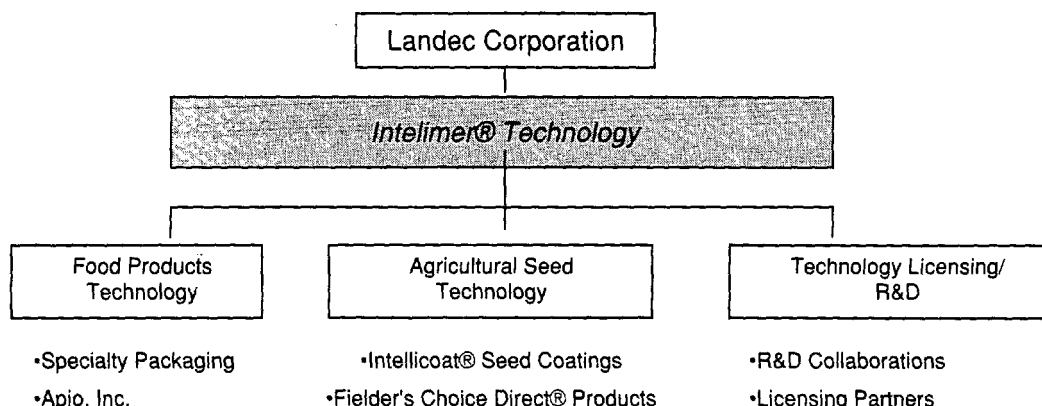 Landec Corporation
Intelimer® Technology
Food Products
Technology
Agricultural Seed
Technology
Technology Licensing/
R&D
•Specialty Packaging
•Apio, Inc.
•Intellicoat® Seed Coatings
•Fielder's Choice Direct® Products
•R&D Collaborations
•Licensing Partners